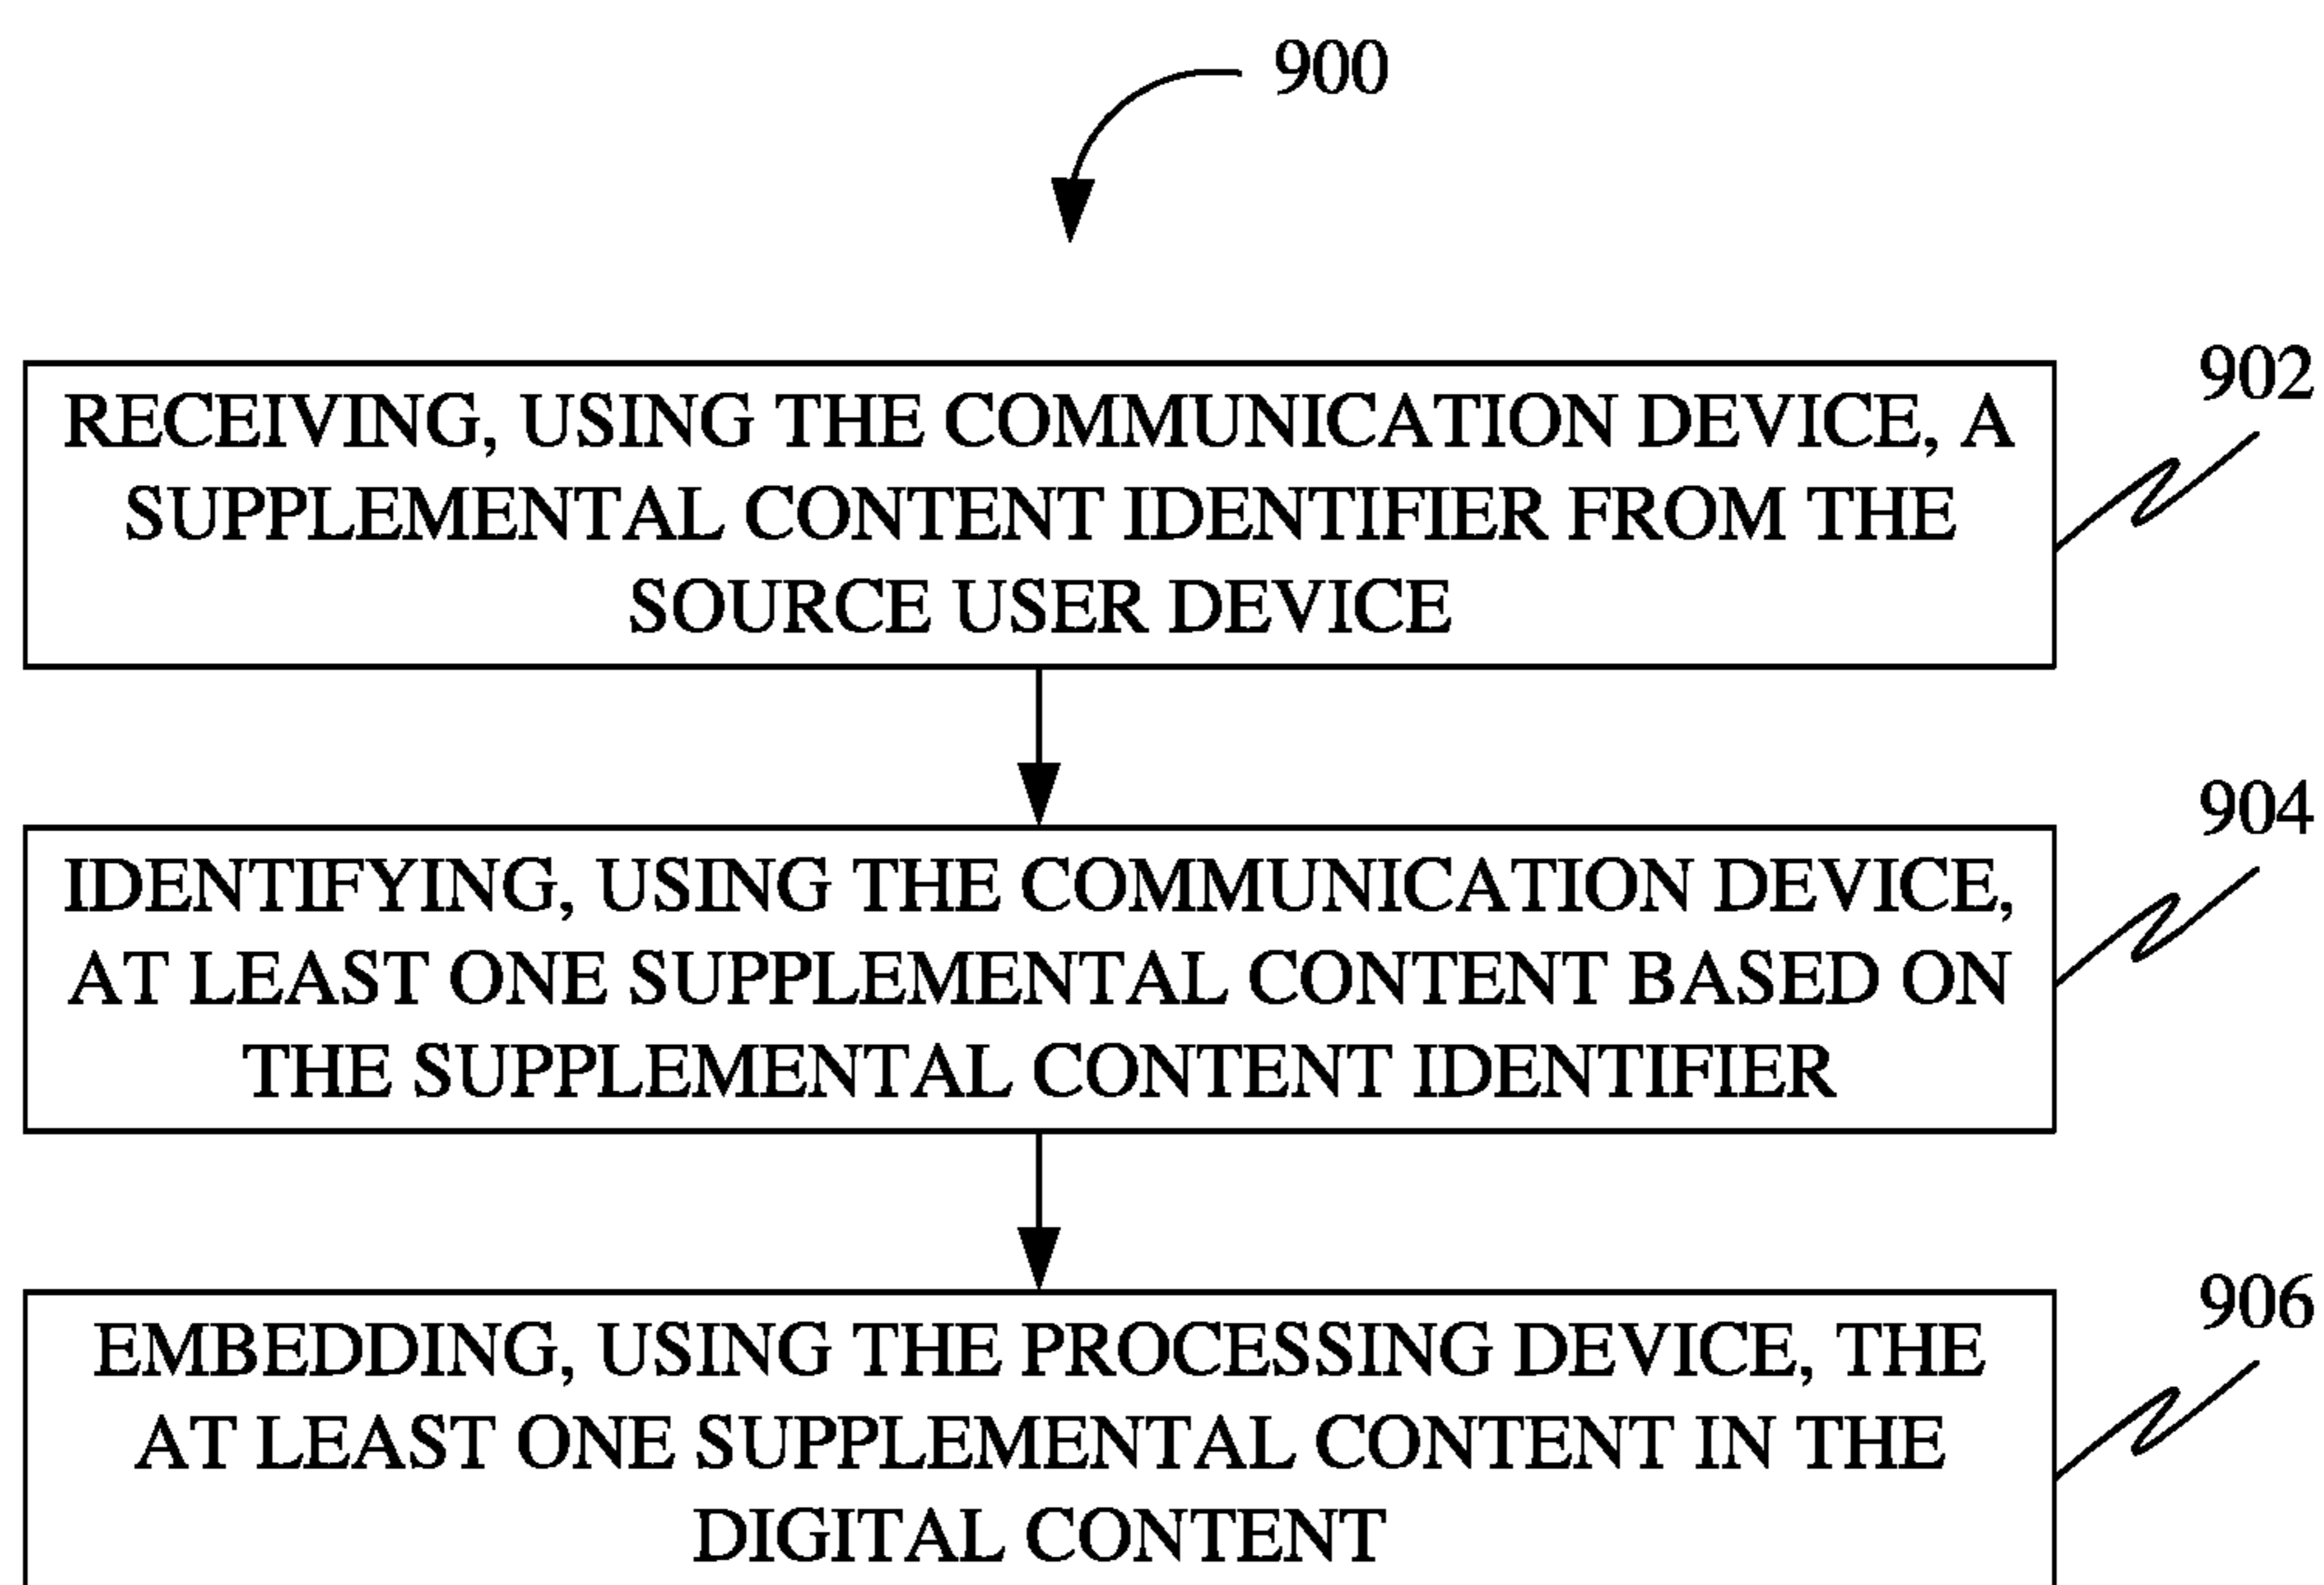 900
902
RECEIVING, USING THE COMMUNICATION DEVICE, A
SUPPLEMENTAL CONTENT IDENTIFIER FROM THE
SOURCE USER DEVICE
904
IDENTIFYING, USING THE COMMUNICATION DEVICE,
AT LEAST ONE SUPPLEMENTAL CONTENT BASED ON
THE SUPPLEMENTAL CONTENT IDENTIFIER
906
EMBEDDING, USING THE PROCESSING DEVICE, THE
AT LEAST ONE SUPPLEMENTAL CONTENT IN THE
DIGITAL CONTENT